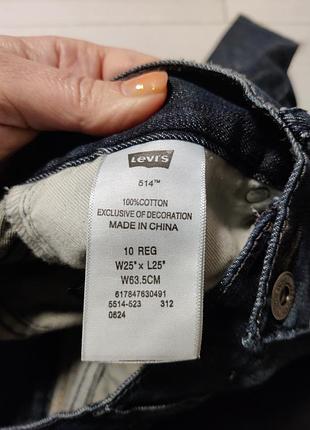 LEVI'S
514™
100%COTTON
EXCLUSIVE OF DECORATION
MADE IN CHINA
10 REG
W25" x L25"
W63.5CM
617847630491
5514-523 312
0824